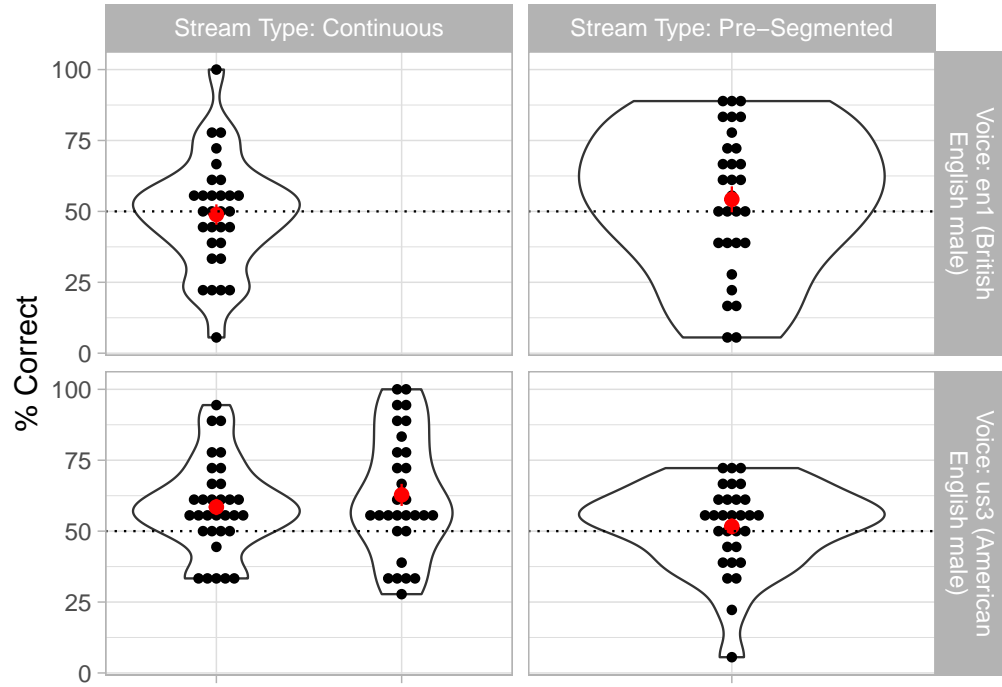 Stream Type: Continuous
Stream Type: Pre−Segmented
% Correct
100
75
50
25
0
Voice: en1 (British
English male)
100
75
50
25
0
Voice: us3 (American
English male)